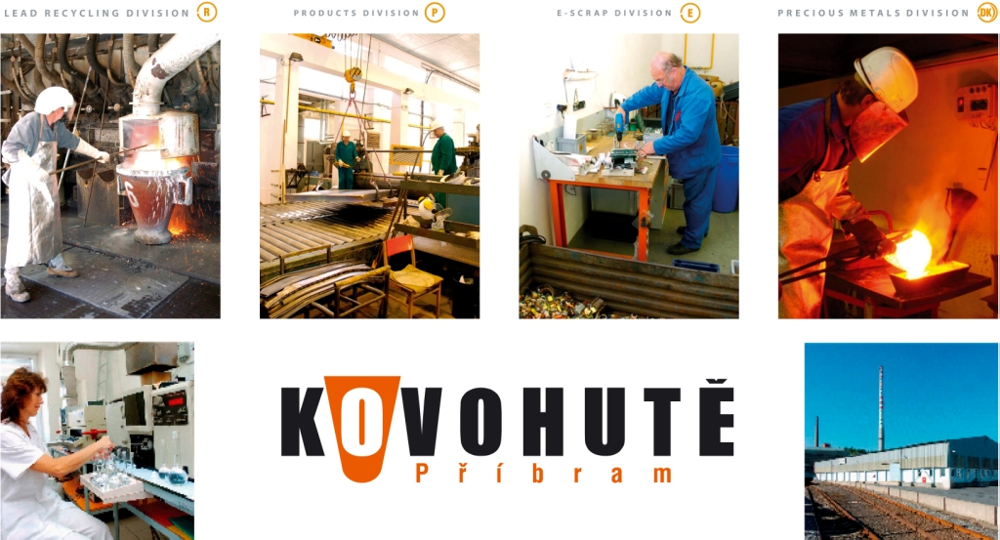 LEAD RECYCLING DIVISION R
PRODUCTS DIVISION P
E-SCRAP DIVISION E
PRECIOUS METALS DIVISION DK
KOVOHUTĚ
Příbram